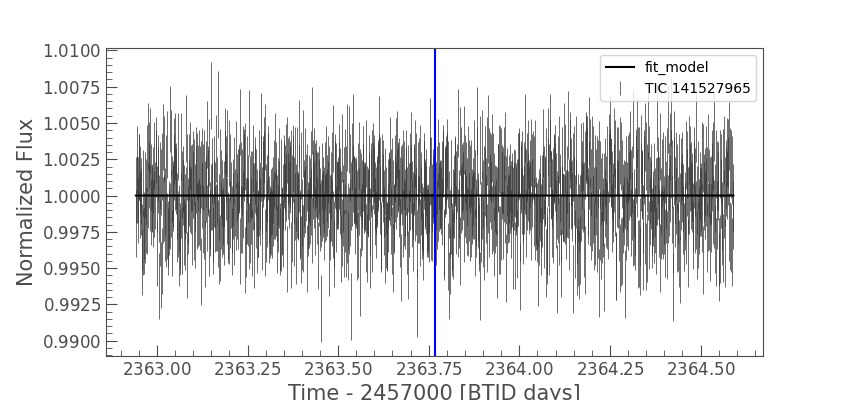 1.0100
1.0075
1.0050
1.0025
1.0000
0.9975
0.9950
0.9925
0.9900
Normalized Flux
fit_model
TIC 141527965
2363.00 2363.25 2363.50 2363.75 2364.00 2364.25 2364.50
Time - 2457000 [BTJD days]